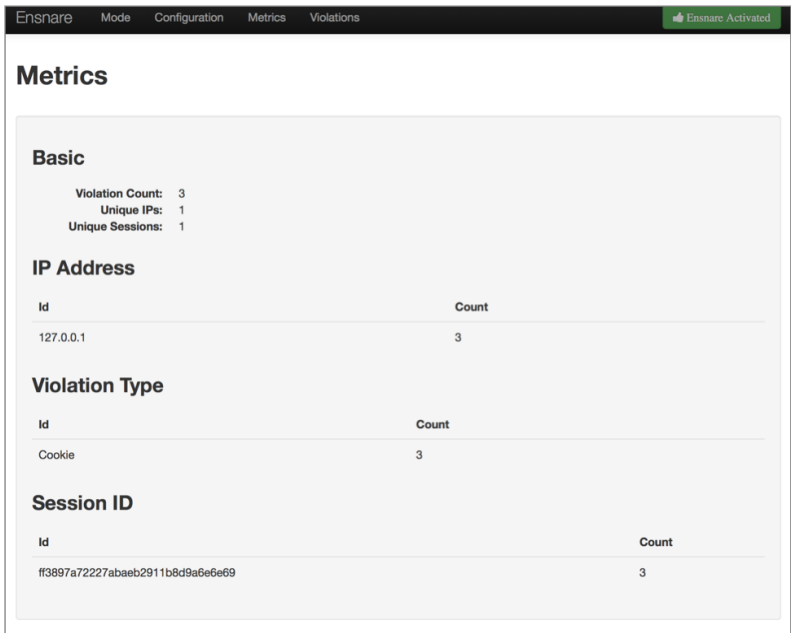 Ensnare Mode Configuration Metrics Violations Ensnare Activated
Metrics
Basic
Violation Count: 3
Unique IPs: 1
Unique Sessions: 1
IP Address
Id Count
127.0.0.1 3
Violation Type
Id Count
Cookie 3
Session ID
Id Count
ff3897a72227abaeb2911b8d9a6e6e69 3